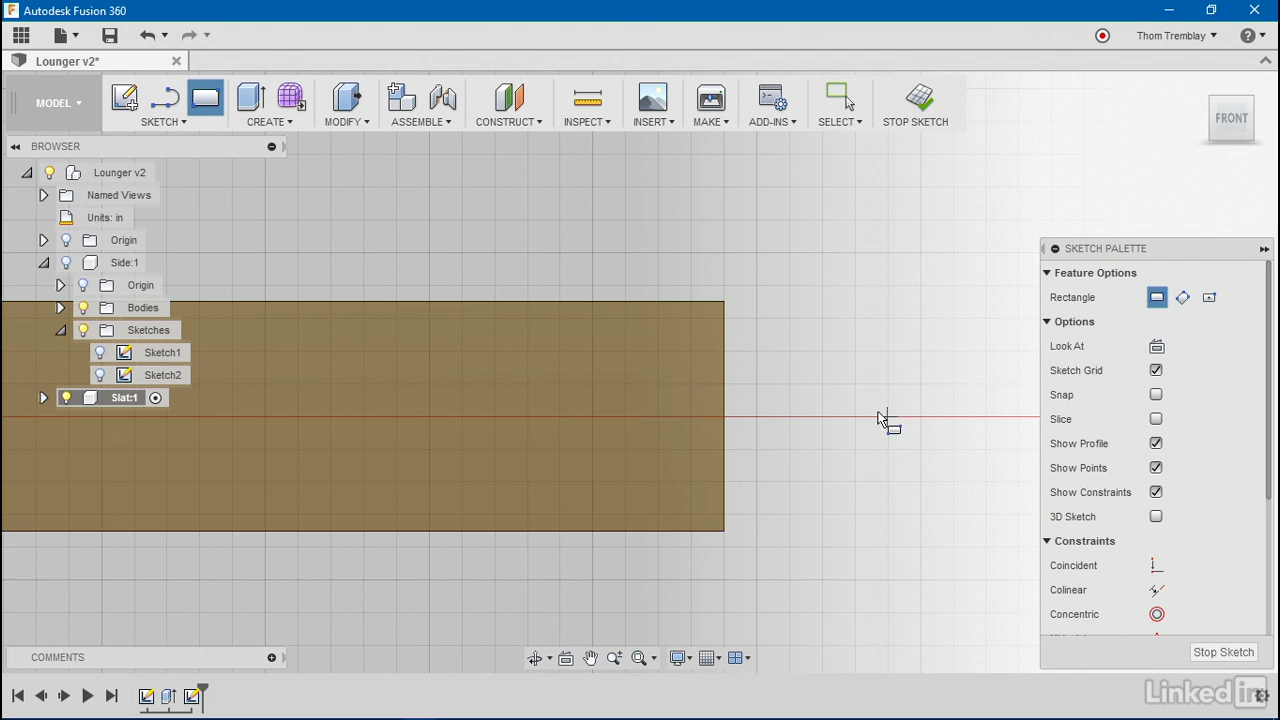 Autodesk Fusion 360
Thom Tremblay
Lounger v2*
MODEL
SKETCH
CREATE
MODIFY
ASSEMBLE
CONSTRUCT
INSPECT
INSERT
MAKE
ADD-INS
SELECT
STOP SKETCH
FRONT
BROWSER
Lounger v2
Named Views
Units: in
Origin
Side:1
Origin
Bodies
Sketches
Sketch1
Sketch2
Slat:1
SKETCH PALETTE
Feature Options
Rectangle
Options
Look At
Sketch Grid
Snap
Slice
Show Profile
Show Points
Show Constraints
3D Sketch
Constraints
Coincident
Colinear
Concentric
Stop Sketch
COMMENTS
LinkedIn